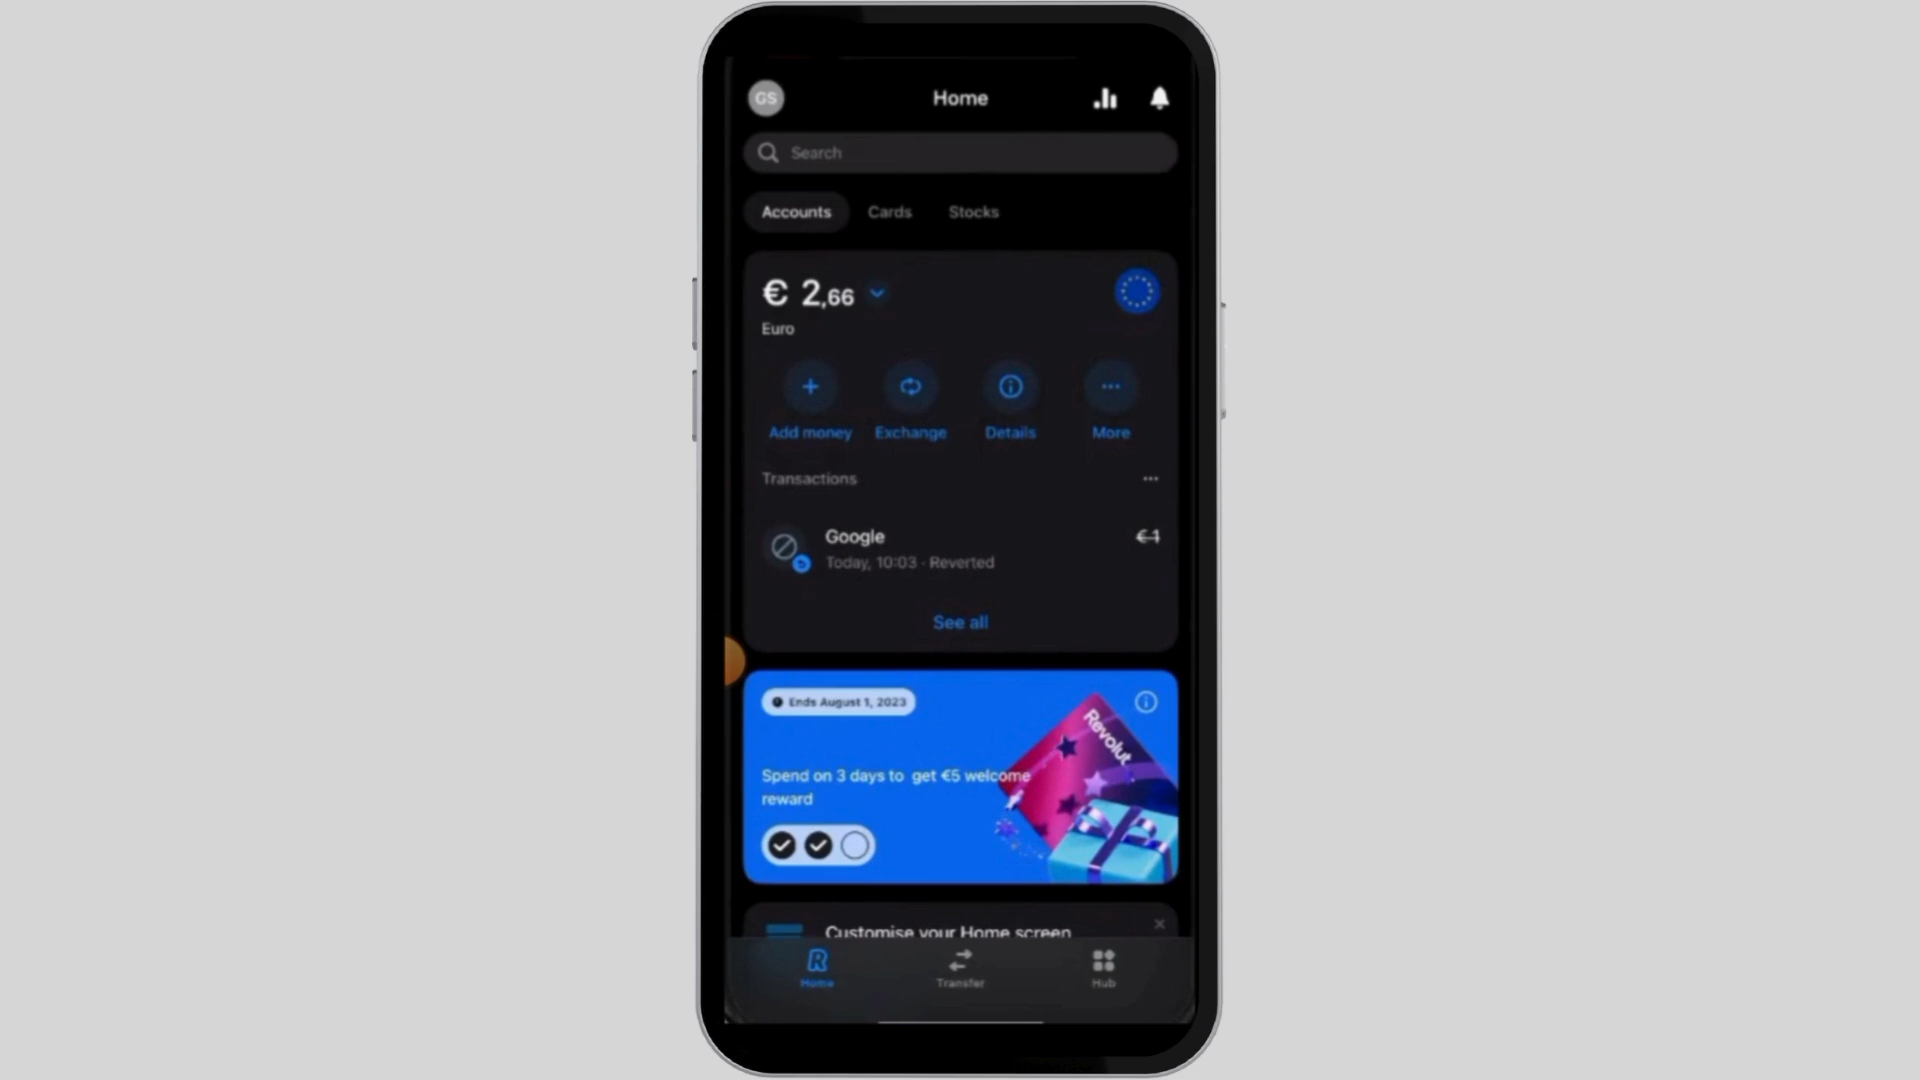 GS
Home
Search
Accounts
Cards
Stocks
€ 2,66
Euro
Add money
Exchange
Details
More
Transactions
Google
€1
Today, 10:03 · Reverted
See all
Ends August 1, 2023
Revolut
Spend on 3 days to get €5 welcome
reward
Customise your Home screen
Home
Transfer
Hub